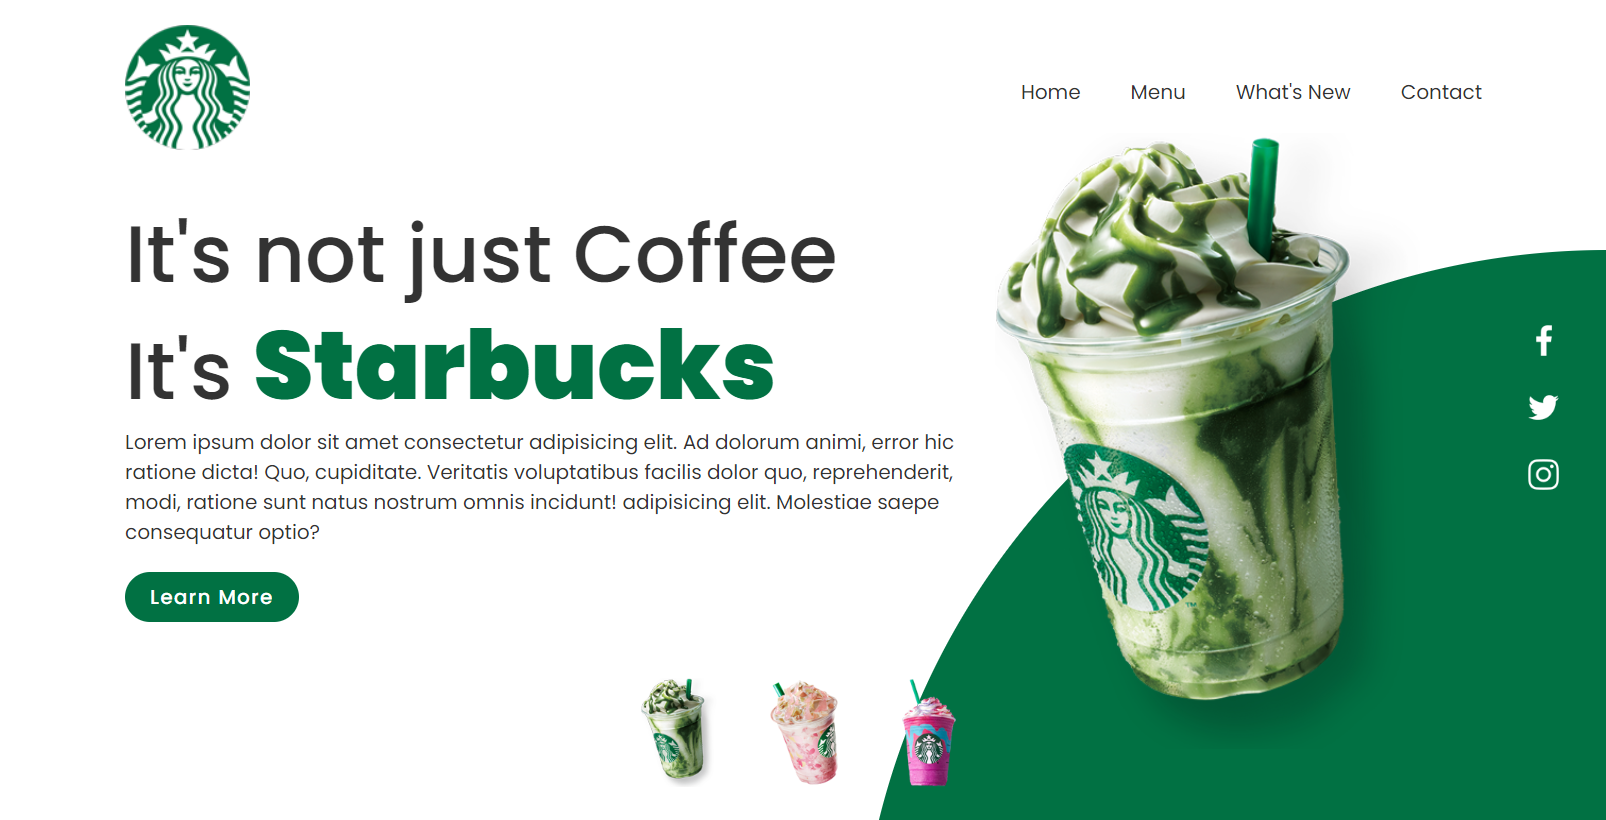 Home Menu What's New Contact
It's not just Coffee
It's Starbucks
Lorem ipsum dolor sit amet consectetur adipisicing elit. Ad dolorum animi, error hic
ratione dicta! Quo, cupiditate. Veritatis voluptatibus facilis dolor quo, reprehenderit,
modi, ratione sunt natus nostrum omnis incidunt! adipisicing elit. Molestiae saepe
consequatur optio?
Learn More
TM